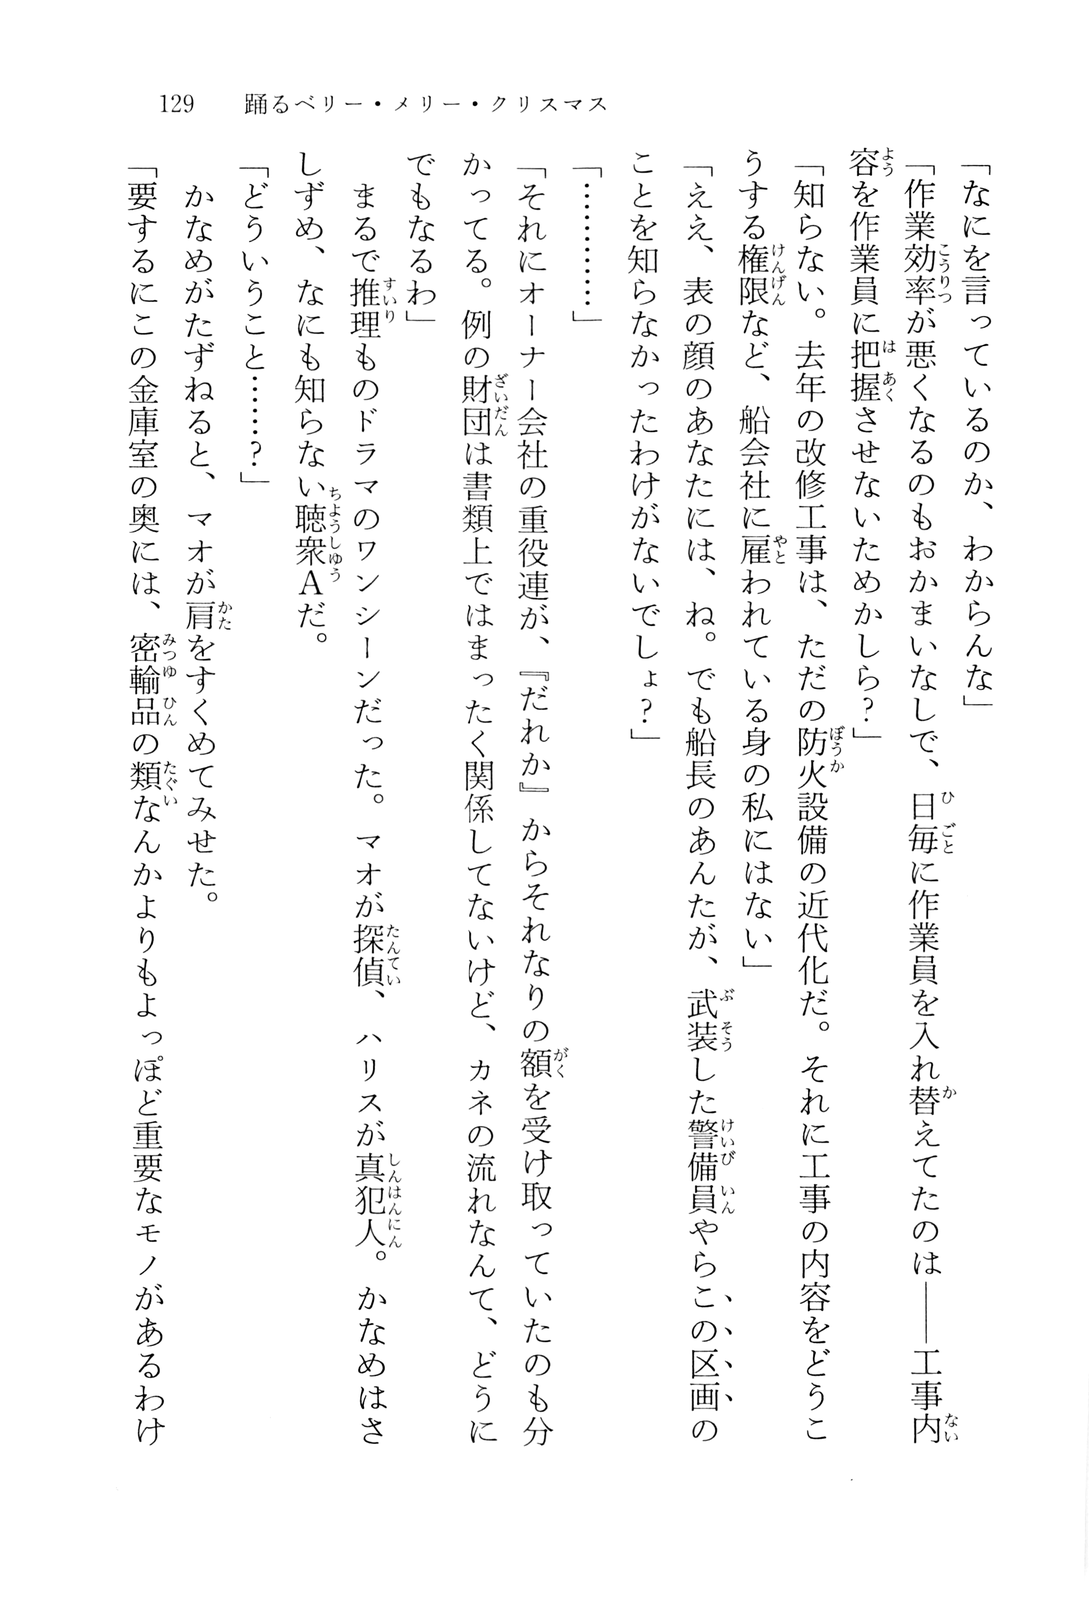 129　踊るベリー・メリー・クリスマス
「なにを言っているのか、わからんな」
「作業効率が悪くなるのもおかまいなしで、日毎に作業員を入れ替えてたのは――工事内
容を作業員に把握させないためかしら？」
「知らない。去年の改修工事は、ただの防火設備の近代化だ。それに工事の内容をどうこ
うする権限など、船会社に雇われている身の私にはない」
「ええ、表の顔のあなたには、ね。でも船長のあんたが、武装した警備員やらこの区画の
ことを知らなかったわけがないでしょ？」
「…………」
「それにオーナー会社の重役連が、『だれか』からそれなりの額を受け取っていたのも分
かってる。例の財団は書類上ではまったく関係してないけど、カネの流れなんて、どうに
でもなるわ」
　まるで推理ものドラマのワンシーンだった。マオが探偵、ハリスが真犯人。かなめはさ
しずめ、なにも知らない聴衆Ａだ。
「どういうこと……？」
　かなめがたずねると、マオが肩をすくめてみせた。
「要するにこの金庫室の奥には、密輸品の類なんかよりもよっぽど重要なモノがあるわけ